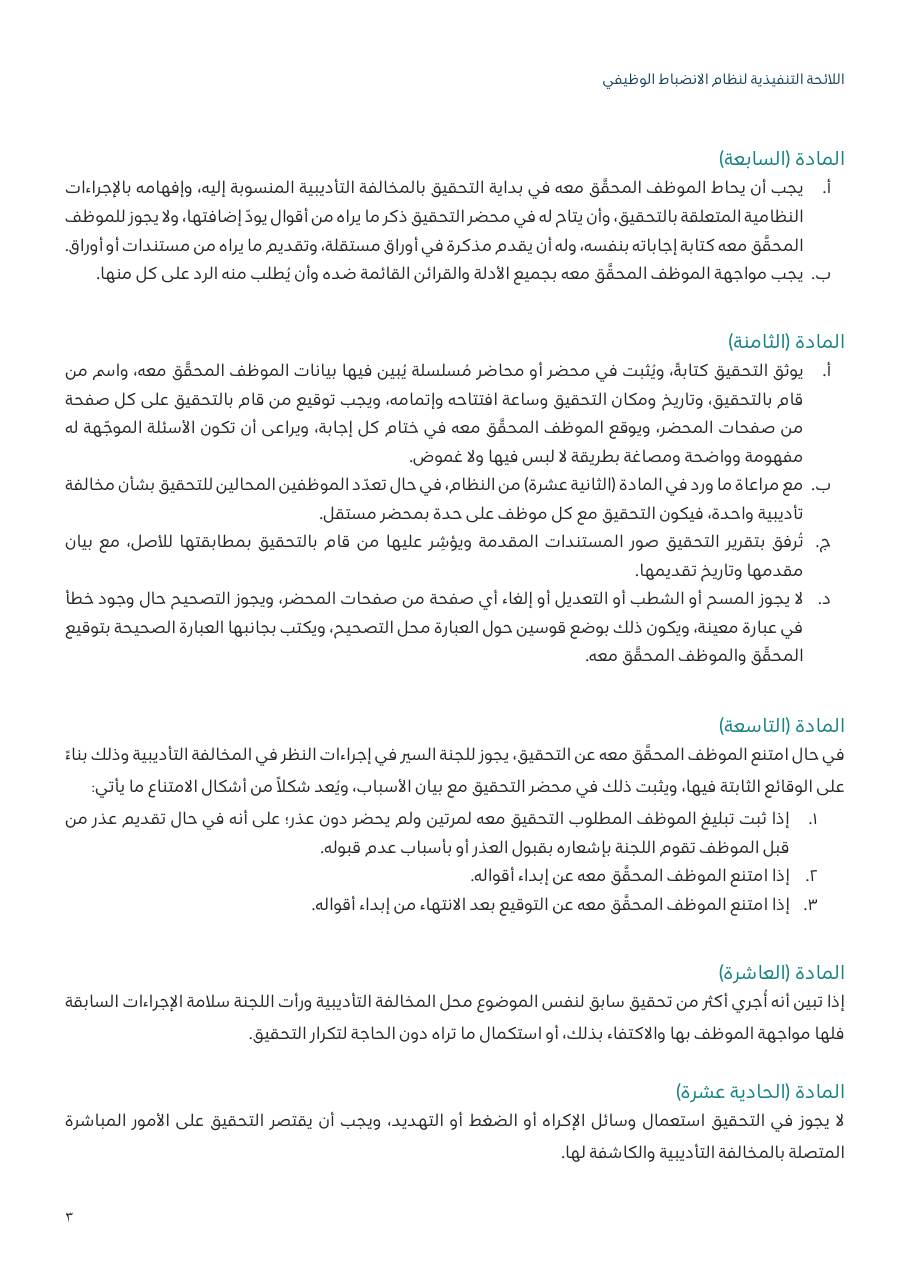 اللائحة التنفيذية لنظام الانضباط الوظيفي
المادة (السابعة)
أ. يجب أن يحاط الموظف المحقَّق معه في بداية التحقيق بالمخالفة التأديبية المنسوبة إليه، وإفهامه بالإجراءات
النظامية المتعلقة بالتحقيق، وأن يتاح له في محضر التحقيق ذكر ما يراه من أقوال يودّ إضافتها، ولا يجوز للموظف
المحقَّق معه كتابة إجاباته بنفسه، وله أن يقدم مذكرة في أوراق مستقلة، وتقديم ما يراه من مستندات أو أوراق.
ب. يجب مواجهة الموظف المحقَّق معه بجميع الأدلة والقرائن القائمة ضده وأن يُطلب منه الرد على كل منها.
المادة (الثامنة)
أ. يوثق التحقيق كتابةً، ويُثبت في محضر أو محاضر مُسلسلة يُبين فيها بيانات الموظف المحقَّق معه، واسم من
قام بالتحقيق، وتاريخ ومكان التحقيق وساعة افتتاحه وإتمامه، ويجب توقيع من قام بالتحقيق على كل صفحة
من صفحات المحضر، ويوقع الموظف المحقَّق معه في ختام كل إجابة، ويراعى أن تكون الأسئلة الموجّهة له
مفهومة وواضحة ومصاغة بطريقة لا لبس فيها ولا غموض.
ب. مع مراعاة ما ورد في المادة (الثانية عشرة) من النظام، في حال تعدّد الموظفين المحالين للتحقيق بشأن مخالفة
تأديبية واحدة، فيكون التحقيق مع كل موظف على حدة بمحضر مستقل.
ج. تُرفق بتقرير التحقيق صور المستندات المقدمة ويؤشِر عليها من قام بالتحقيق بمطابقتها للأصل، مع بيان
مقدمها وتاريخ تقديمها.
د. لا يجوز المسح أو الشطب أو التعديل أو إلغاء أي صفحة من صفحات المحضر، ويجوز التصحيح حال وجود خطأ
في عبارة معينة، ويكون ذلك بوضع قوسين حول العبارة محل التصحيح، ويكتب بجانبها العبارة الصحيحة بتوقيع
المحقِّق والموظف المحقَّق معه.
المادة (التاسعة)
في حال امتنع الموظف المحقَّق معه عن التحقيق، يجوز للجنة السير في إجراءات النظر في المخالفة التأديبية وذلك بناءً
على الوقائع الثابتة فيها، ويثبت ذلك في محضر التحقيق مع بيان الأسباب، ويُعد شكلاً من أشكال الامتناع ما يأتي:
١. إذا ثبت تبليغ الموظف المطلوب التحقيق معه لمرتين ولم يحضر دون عذر؛ على أنه في حال تقديم عذر من
قبل الموظف تقوم اللجنة بإشعاره بقبول العذر أو بأسباب عدم قبوله.
٢. إذا امتنع الموظف المحقَّق معه عن إبداء أقواله.
٣. إذا امتنع الموظف المحقَّق معه عن التوقيع بعد الانتهاء من إبداء أقواله.
المادة (العاشرة)
إذا تبين أنه أُجري أكثر من تحقيق سابق لنفس الموضوع محل المخالفة التأديبية ورأت اللجنة سلامة الإجراءات السابقة
فلها مواجهة الموظف بها والاكتفاء بذلك، أو استكمال ما تراه دون الحاجة لتكرار التحقيق.
المادة (الحادية عشرة)
لا يجوز في التحقيق استعمال وسائل الإكراه أو الضغط أو التهديد، ويجب أن يقتصر التحقيق على الأمور المباشرة
المتصلة بالمخالفة التأديبية والكاشفة لها.
٣